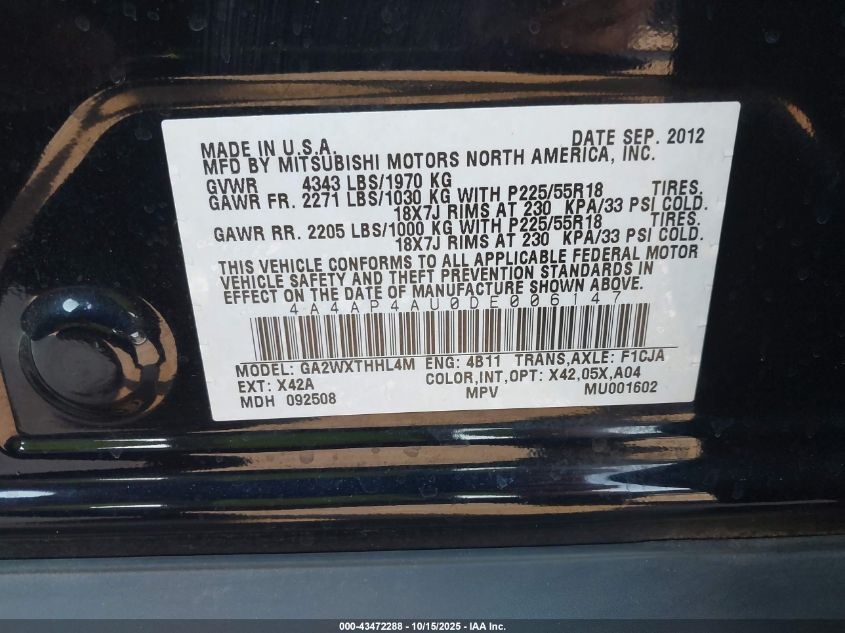 MADE IN U.S.A. DATE SEP. 2012
MFD BY MITSUBISHI MOTORS NORTH AMERICA, INC.
GVWR 4343 LBS/1970 KG
GAWR FR. 2271 LBS/1030 KG WITH P225/55R18 TIRES.
18X7J RIMS AT 230 KPA/33 PSI COLD.
GAWR RR. 2205 LBS/1000 KG WITH P225/55R18 TIRES.
18X7J RIMS AT 230 KPA/33 PSI COLD.
THIS VEHICLE CONFORMS TO ALL APPLICABLE FEDERAL MOTOR
VEHICLE SAFETY AND THEFT PREVENTION STANDARDS IN
EFFECT ON THE DATE OF MANUFACTURE SHOWN ABOVE.
4A4AP4AU0DE006147
MODEL: GA2WXTHHL4M ENG: 4B11 TRANS,AXLE: F1CJA
EXT: X42A COLOR,INT,OPT: X42,05X,A04
MDH 092508 MPV MU001602
000-43472288 - 10/15/2025 - IAA Inc.